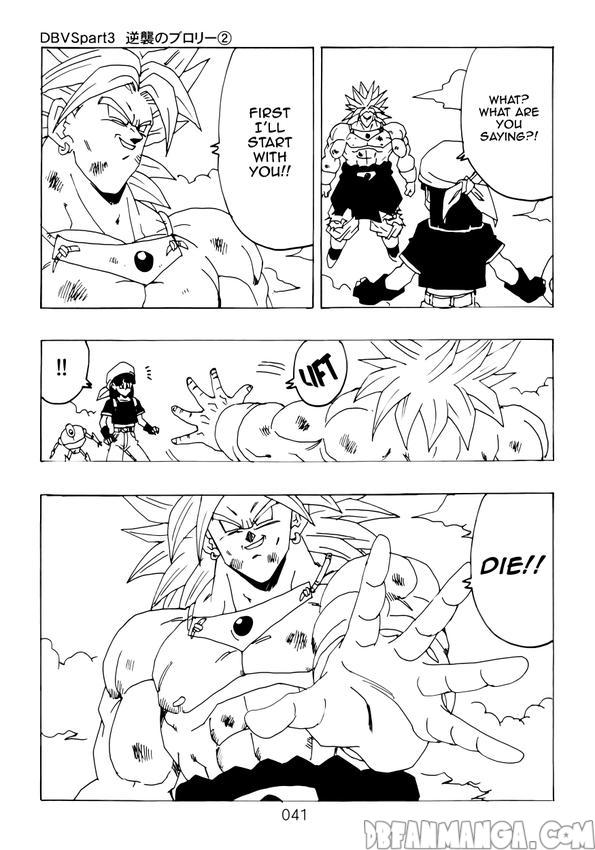 DBVSpart3 逆襲のブロリー②
WHAT?
WHAT ARE
YOU
SAYING?!
FIRST
I'LL
START
WITH
YOU!!
LIFT
!!
DIE!!
041
DBFANMANGA.COM